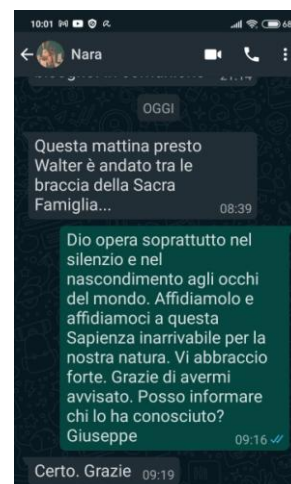 10:01
68
Nara
21:14
OGGI
Questa mattina presto
Walter è andato tra le
braccia della Sacra
Famiglia...
08:39
Dio opera soprattutto nel
silenzio e nel
nascondimento agli occhi
del mondo. Affidiamolo e
affidiamoci a questa
Sapienza inarrivabile per la
nostra natura. Vi abbraccio
forte. Grazie di avermi
avvisato. Posso informare
chi lo ha conosciuto?
Giuseppe
09:16
Certo. Grazie 09:19